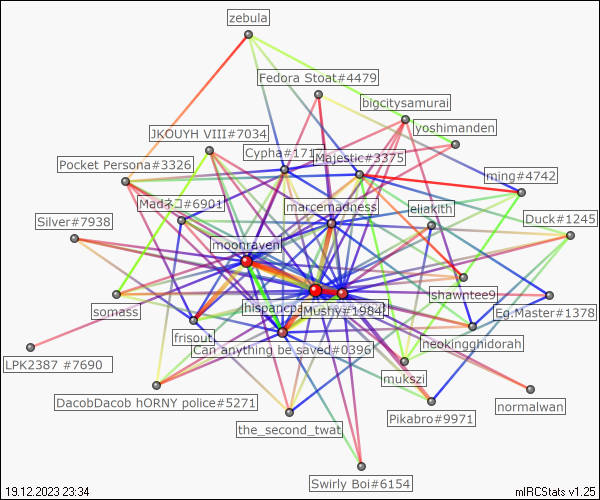 zebula
Fedora Stoat#4479
bigcitysamurai
yoshimanden
JKOUYH VIII#7034
Cypha#171
Majestic#3375
Pocket Persona#3326
ming#4742
Madネコ#6901
marcemadness
eliakith
Silver#7938
Duck#1245
moonraven
somass
shawntee9
Mushy#1984
Eg.Master#1378
frisout
neokingghidorah
Can anything be saved#0396
LPK2387 #7690
mukszi
DacobDacob hORNY police#5271
normalwan
Pikabro#9971
the_second_twat
Swirly Boi#6154
19.12.2023 23:34
mIRCStats v1.25